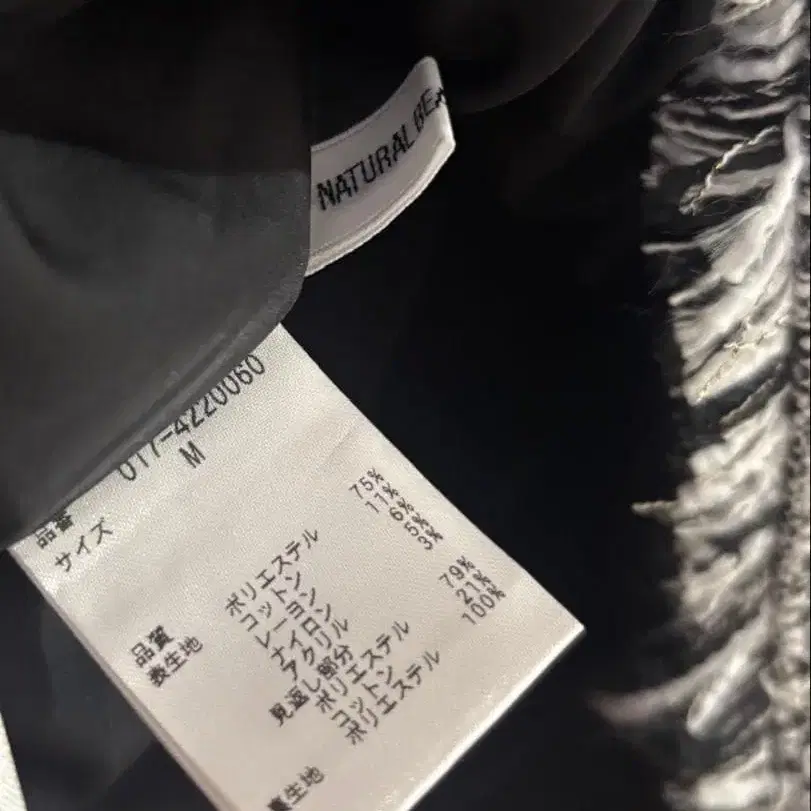 NATURAL BEA
品番 017-4220060
サイズ M
品質
表生地 ポリエステル 75%
コットン 11%
レーヨン 6%
ナイロン 5%
アクリル 3%
見返し部分
ポリエステル 79%
コットン 21%
裏生地 ポリエステル 100%